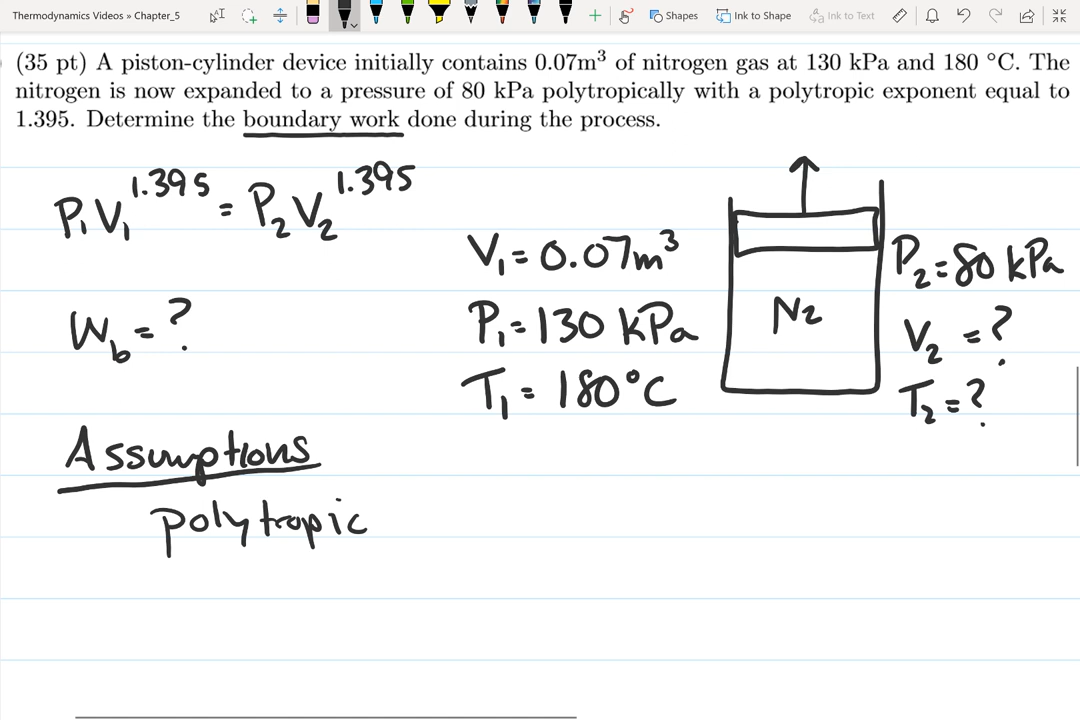 Thermodynamics Videos » Chapter_5
Shapes
Ink to Shape
Ink to Text
(35 pt) A piston-cylinder device initially contains 0.07m³ of nitrogen gas at 130 kPa and 180 °C. The
nitrogen is now expanded to a pressure of 80 kPa polytropically with a polytropic exponent equal to
1.395. Determine the boundary work done during the process.
P₁V₁^1.395 = P₂V₂^1.395
V₁ = 0.07m³
P₂ = 80 kPa
W_b = ?
P₁ = 130 kPa
N₂
V₂ = ?
T₁ = 180°C
T₂ = ?
Assumptions
polytropic